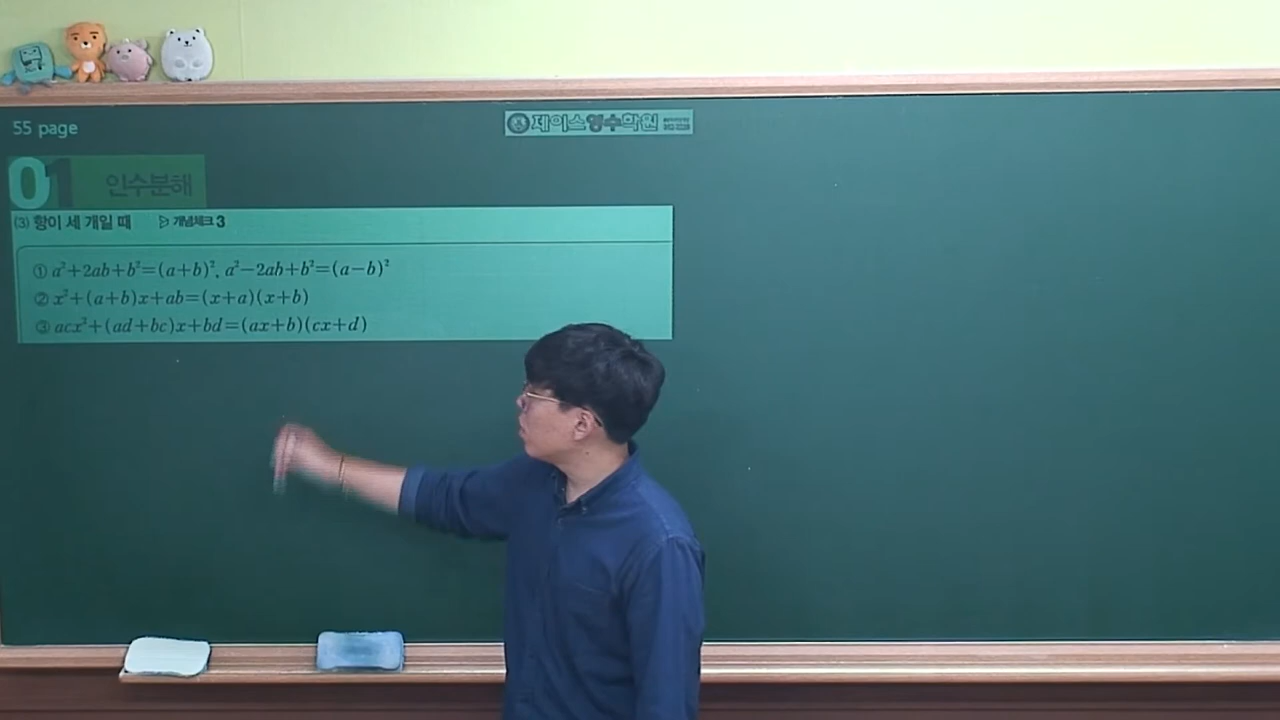 55 page
제이스영수학원
01 인수분해
(3) 항이 세 개일 때 ▷ 개념체크 3
① a²+2ab+b²=(a+b)², a²-2ab+b²=(a-b)²
② x²+(a+b)x+ab=(x+a)(x+b)
③ acx²+(ad+bc)x+bd=(ax+b)(cx+d)